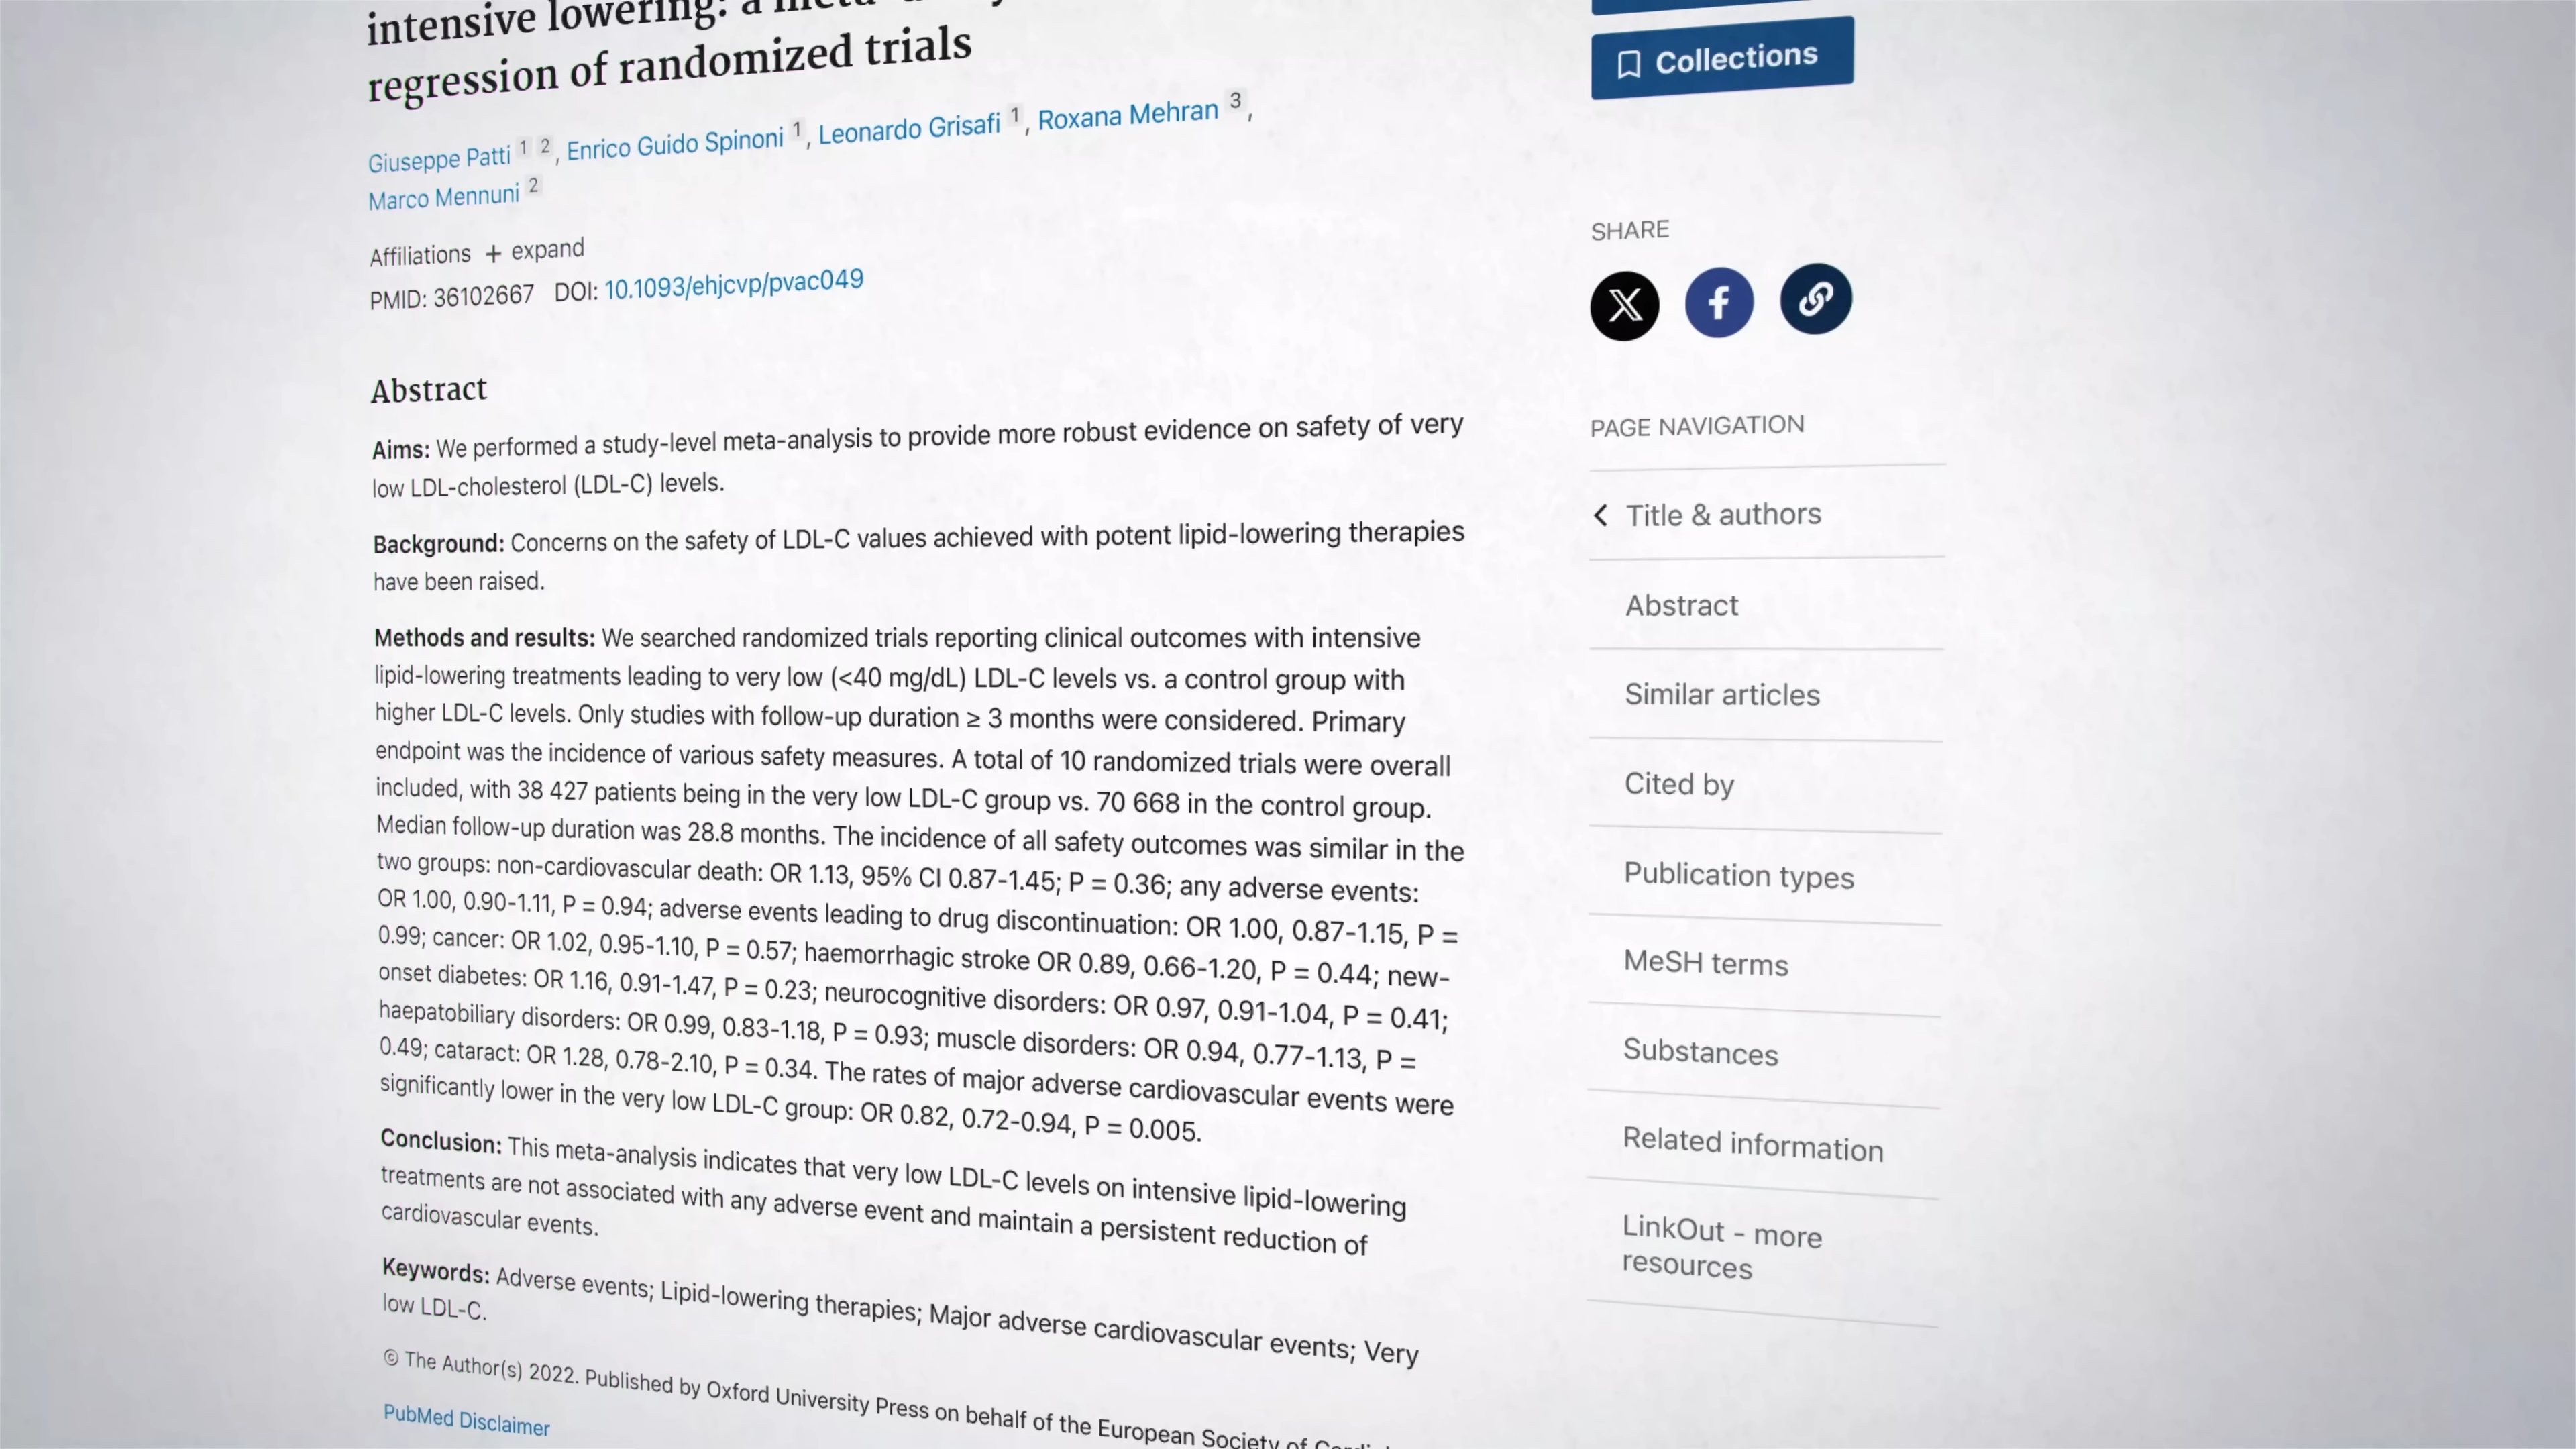 intensive lowering: a
regression of randomized trials
Giuseppe Patti 1 2, Enrico Guido Spinoni 1, Leonardo Grisafi 1, Roxana Mehran 3,
Marco Mennuni 2
Affiliations + expand
PMID: 36102667 DOI: 10.1093/ehjcvp/pvac049
Abstract
Aims: We performed a study-level meta-analysis to provide more robust evidence on safety of very
low LDL-cholesterol (LDL-C) levels.
Background: Concerns on the safety of LDL-C values achieved with potent lipid-lowering therapies
have been raised.
Methods and results: We searched randomized trials reporting clinical outcomes with intensive
lipid-lowering treatments leading to very low (<40 mg/dL) LDL-C levels vs. a control group with
higher LDL-C levels. Only studies with follow-up duration ≥ 3 months were considered. Primary
endpoint was the incidence of various safety measures. A total of 10 randomized trials were overall
included, with 38 427 patients being in the very low LDL-C group vs. 70 668 in the control group.
Median follow-up duration was 28.8 months. The incidence of all safety outcomes was similar in the
two groups: non-cardiovascular death: OR 1.13, 95% CI 0.87-1.45; P = 0.36; any adverse events:
OR 1.00, 0.90-1.11, P = 0.94; adverse events leading to drug discontinuation: OR 1.00, 0.87-1.15, P =
0.99; cancer: OR 1.02, 0.95-1.10, P = 0.57; haemorrhagic stroke OR 0.89, 0.66-1.20, P = 0.44; new-
onset diabetes: OR 1.16, 0.91-1.47, P = 0.23; neurocognitive disorders: OR 0.97, 0.91-1.04, P = 0.41;
haepatobiliary disorders: OR 0.99, 0.83-1.18, P = 0.93; muscle disorders: OR 0.94, 0.77-1.13, P =
0.49; cataract: OR 1.28, 0.78-2.10, P = 0.34. The rates of major adverse cardiovascular events were
significantly lower in the very low LDL-C group: OR 0.82, 0.72-0.94, P = 0.005.
Conclusion: This meta-analysis indicates that very low LDL-C levels on intensive lipid-lowering
treatments are not associated with any adverse event and maintain a persistent reduction of
cardiovascular events.
Keywords: Adverse events; Lipid-lowering therapies; Major adverse cardiovascular events; Very
low LDL-C.
© The Author(s) 2022. Published by Oxford University Press on behalf of the European Society of
PubMed Disclaimer
Collections
SHARE
PAGE NAVIGATION
Title & authors
Abstract
Similar articles
Cited by
Publication types
MeSH terms
Substances
Related information
LinkOut - more
resources